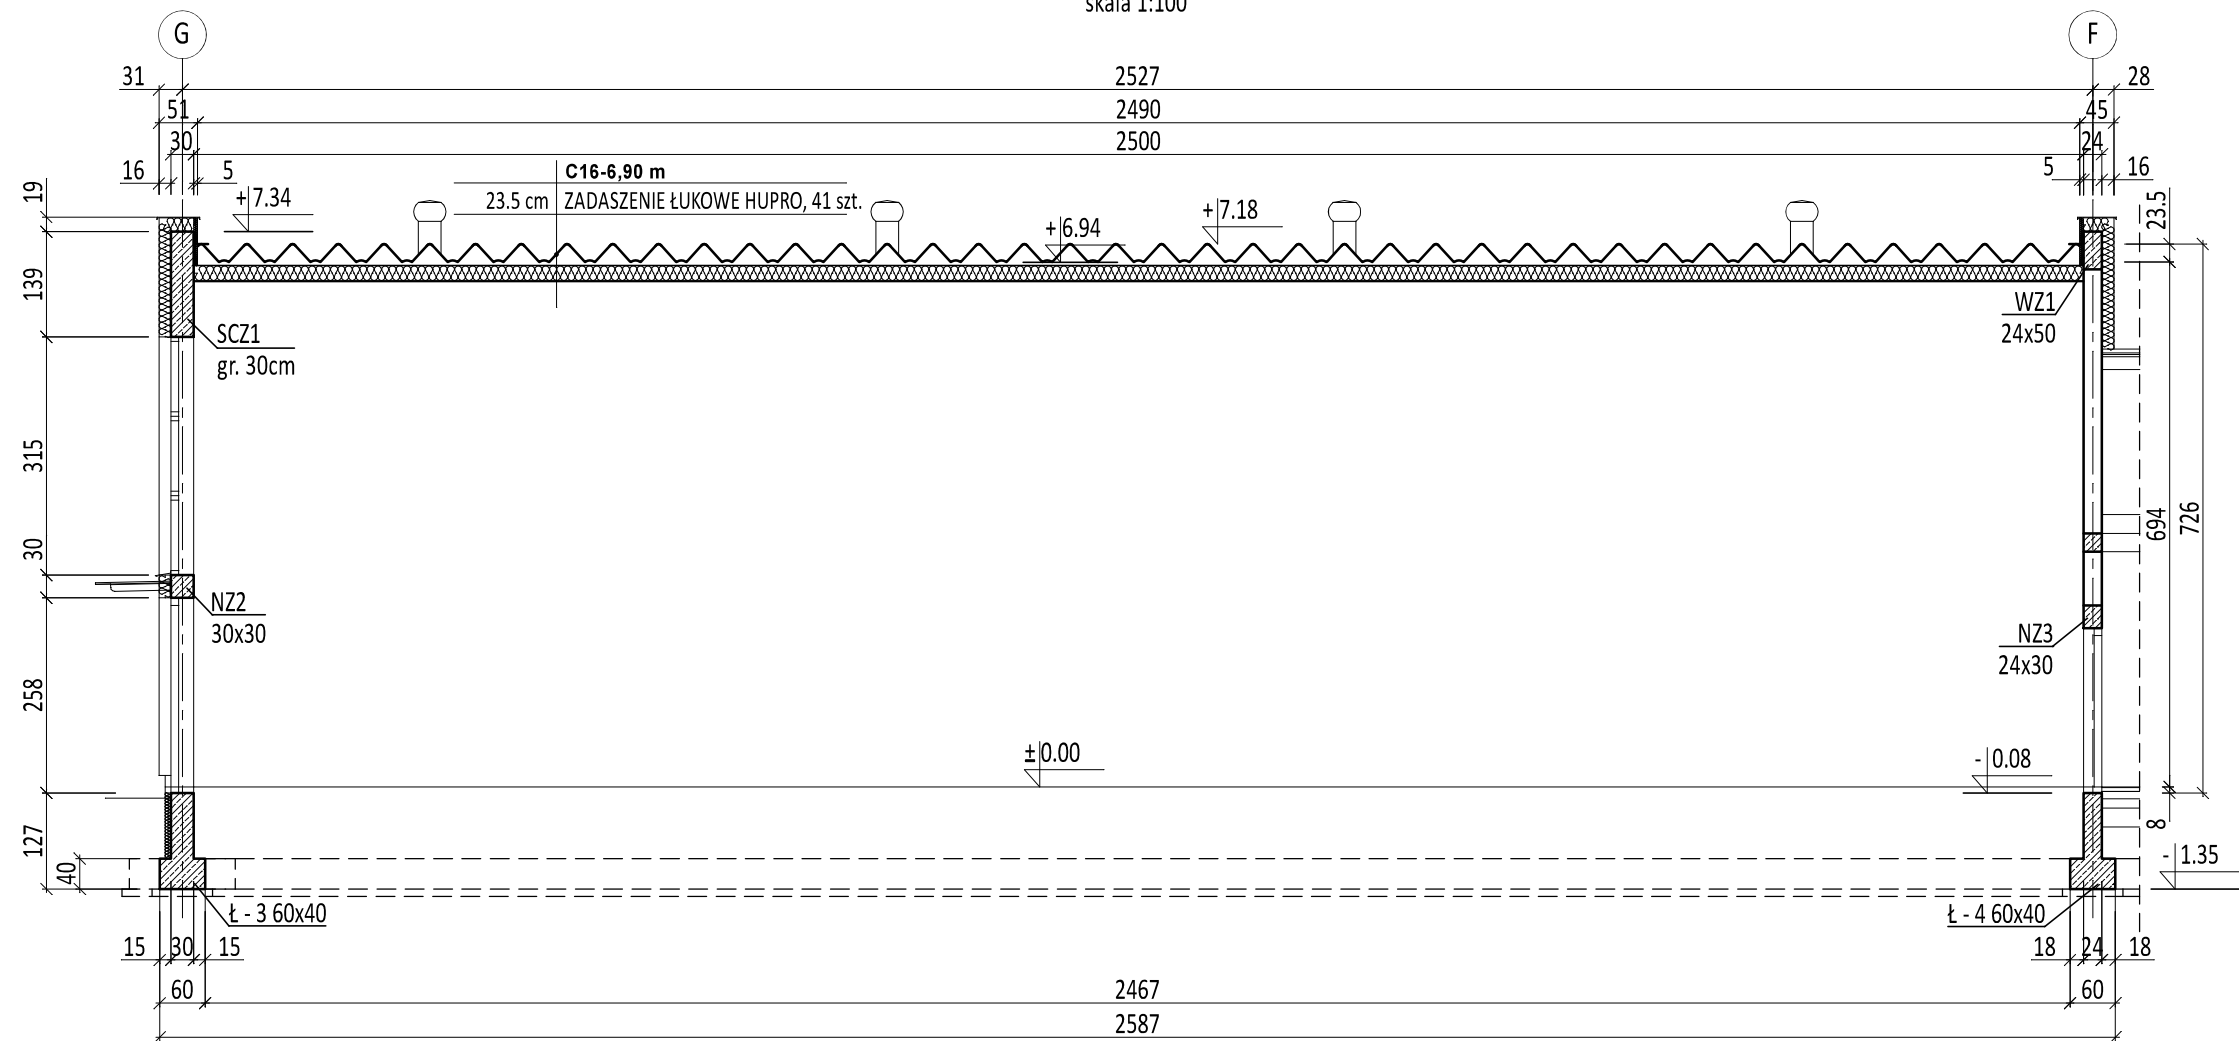 skala 1:100
G
F
31
2527
28
51
2490
45
30
2500
24
16
5
5
16
C16-6,90 m
23.5 cm
ZADASZENIE ŁUKOWE HUPRO, 41 szt.
+7.34
+6.94
+7.18
19
139
315
30
258
127
40
23.5
694
726
8
SCZ1
gr. 30cm
WZ1
24x50
NZ2
30x30
NZ3
24x30
±0.00
- 0.08
- 1.35
Ł - 3 60x40
Ł - 4 60x40
15
30
15
18
24
18
60
2467
60
2587